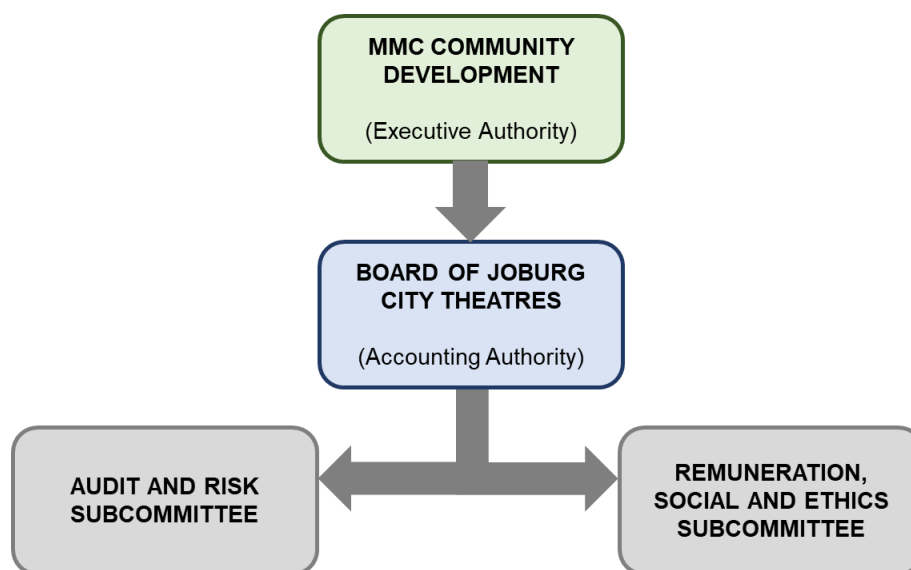 MMC COMMUNITY
DEVELOPMENT
(Executive Authority)
BOARD OF JOBURG
CITY THEATRES
(Accounting Authority)
AUDIT AND RISK
SUBCOMMITTEE
REMUNERATION,
SOCIAL AND ETHICS
SUBCOMMITTEE